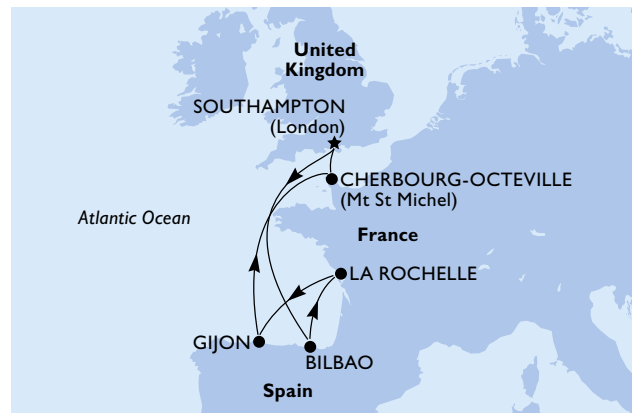 United
Kingdom
SOUTHAMPTON
(London)
CHERBOURG-OCTEVILLE
(Mt St Michel)
Atlantic Ocean
France
LA ROCHELLE
GIJON
BILBAO
Spain